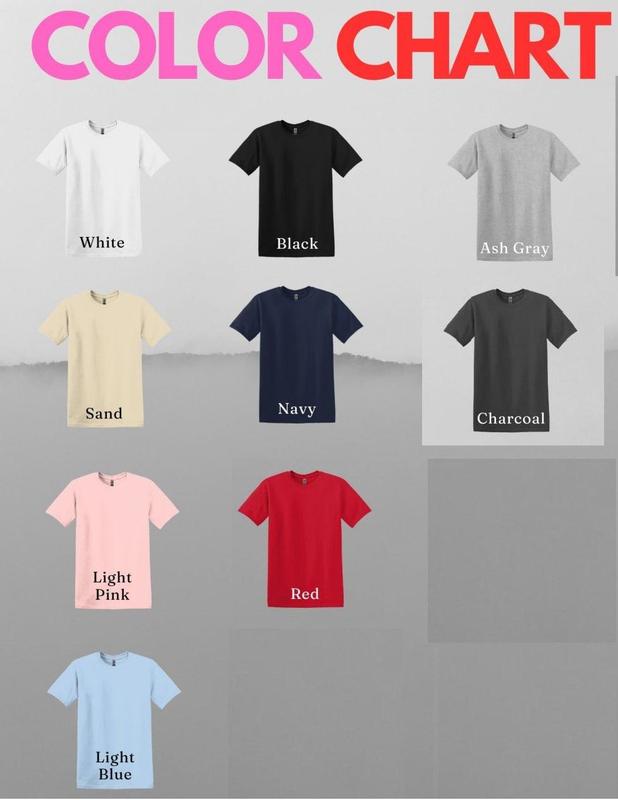 COLOR CHART
White
Black
Ash Gray
Sand
Navy
Charcoal
Light
Pink
Red
Light
Blue